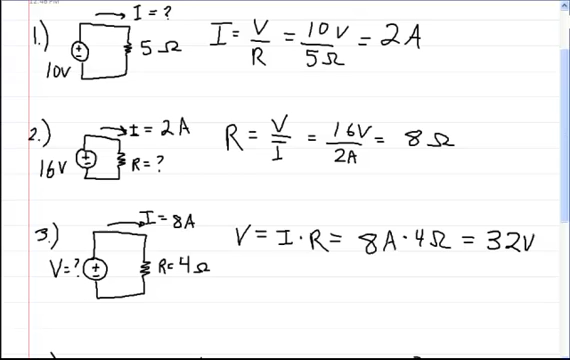 1.) I = ? 10V 5 Ω I = V/R = 10V/5Ω = 2A
2.) I = 2A 16V R = ? R = V/I = 16V/2A = 8 Ω
3.) I = 8A V = ? R = 4 Ω V = I · R = 8A · 4Ω = 32V